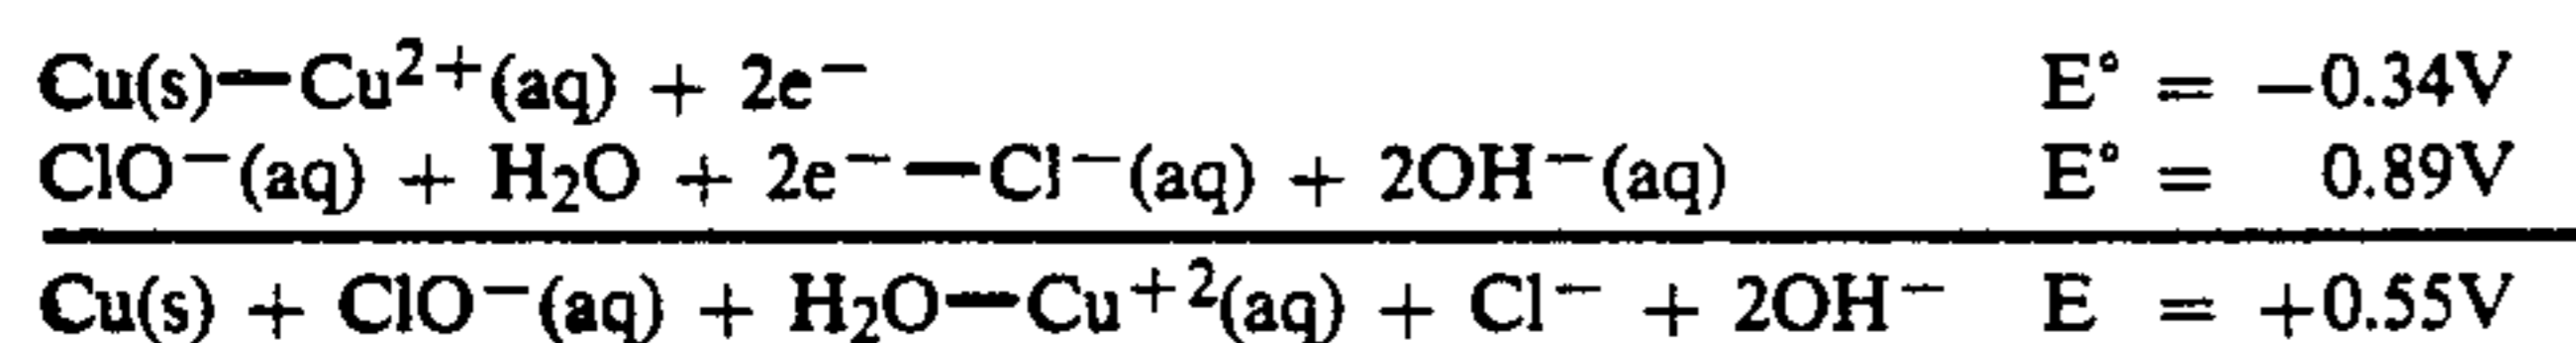 Cu(s)—Cu²⁺(aq) + 2e⁻ E° = −0.34V
ClO⁻(aq) + H₂O + 2e⁻—Cl⁻(aq) + 2OH⁻(aq) E° = 0.89V
Cu(s) + ClO⁻(aq) + H₂O—Cu⁺²(aq) + Cl⁻ + 2OH⁻ E = +0.55V